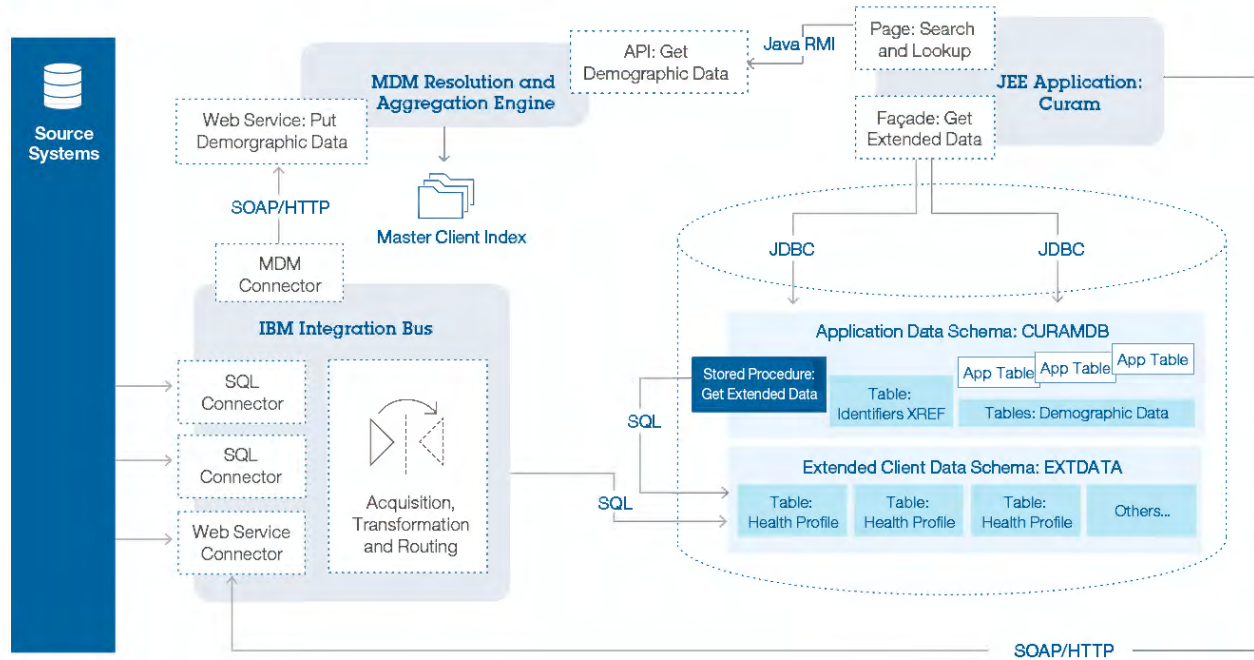 Source
Systems
MDM Resolution and
Aggregation Engine
API: Get
Demographic Data
Java RMI
Page: Search
and Lookup
JEE Application:
Curam
Web Service: Put
Demorgraphic Data
Façade: Get
Extended Data
SOAP/HTTP
Master Client Index
MDM
Connector
JDBC
JDBC
IBM Integration Bus
SQL
Connector
SQL
Connector
Web Service
Connector
Acquisition,
Transformation
and Routing
Application Data Schema: CURAMDB
Stored Procedure:
Get Extended Data
Table:
Identifiers XREF
App Table
App Table
App Table
Tables: Demographic Data
SQL
SQL
Extended Client Data Schema: EXTDATA
Table:
Health Profile
Table:
Health Profile
Table:
Health Profile
Others...
SOAP/HTTP